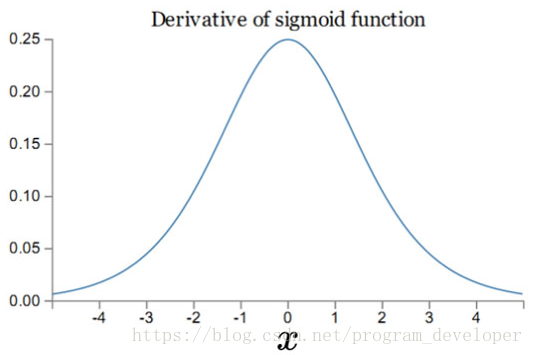 Derivative of sigmoid function
0.25
0.20
0.15
0.10
0.05
0.00
-4 -3 -2 -1 0 1 2 3 4
https://blog.csdn.net/program_developer
x